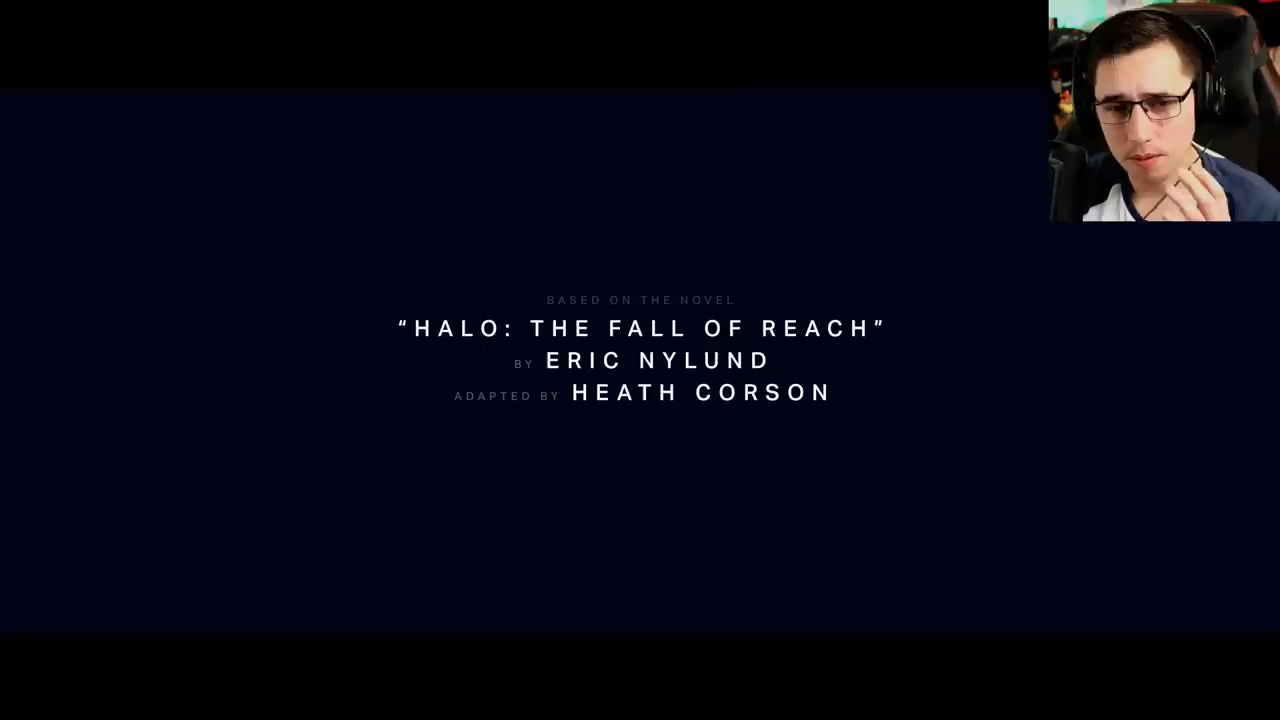 BASED ON THE NOVEL
“HALO: THE FALL OF REACH”
BY ERIC NYLUND
ADAPTED BY HEATH CORSON